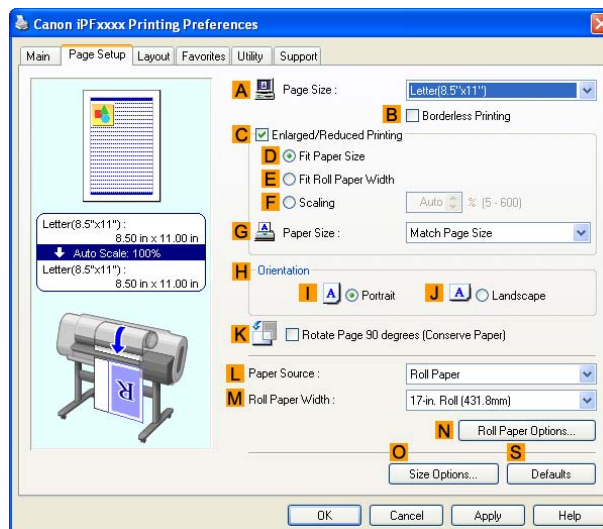 Canon iPFxxxx Printing Preferences
Main Page Setup Layout Favorites Utility Support
A Page Size : Letter(8.5"x11")
B Borderless Printing
C Enlarged/Reduced Printing
D Fit Paper Size
E Fit Roll Paper Width
F Scaling Auto % (5 - 600)
G Paper Size : Match Page Size
Letter(8.5"x11") :
8.50 in x 11.00 in
Auto Scale: 100%
Letter(8.5"x11") :
8.50 in x 11.00 in
H Orientation
I A Portrait J A Landscape
K Rotate Page 90 degrees (Conserve Paper)
R
L Paper Source : Roll Paper
M Roll Paper Width : 17-in. Roll (431.8mm)
N Roll Paper Options...
O S
Size Options... Defaults
OK Cancel Apply Help